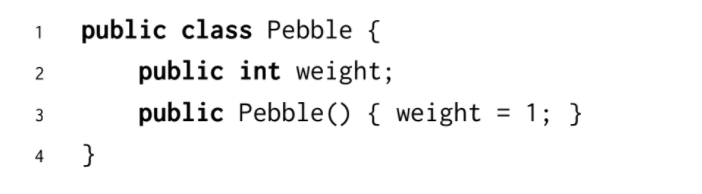 1 public class Pebble {
2 public int weight;
3 public Pebble() { weight = 1; }
4 }